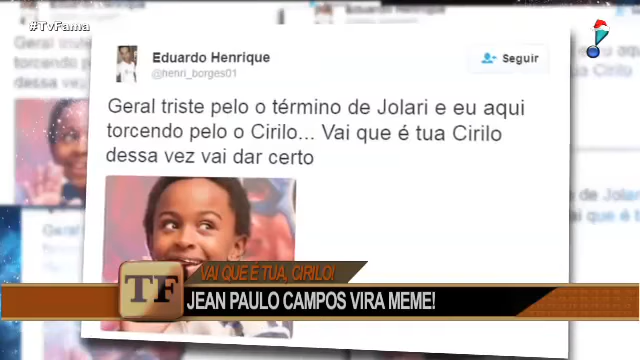 #TvFama
Eduardo Henrique
@henri_borges01
Seguir
Geral triste pelo o término de Jolari e eu aqui
torcendo pelo o Cirilo... Vai que é tua Cirilo
dessa vez vai dar certo
VAI QUE É TUA, CIRILO!
TF
JEAN PAULO CAMPOS VIRA MEME!